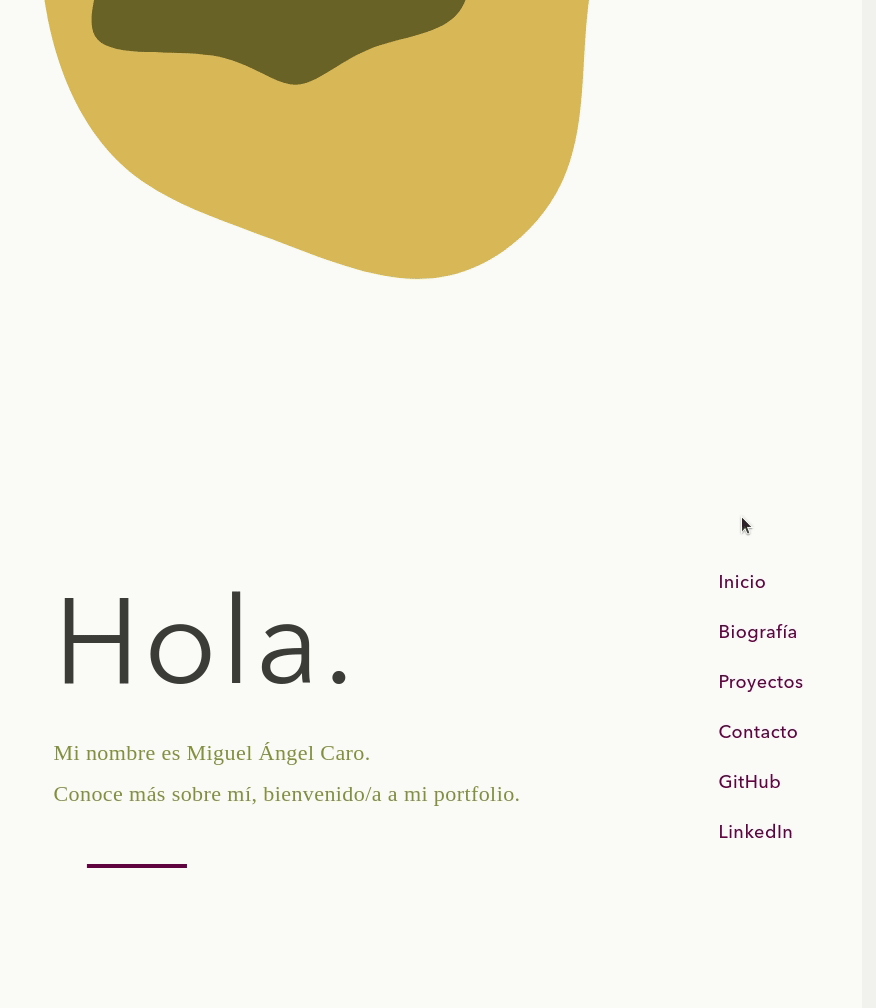 Hola.
Mi nombre es Miguel Ángel Caro.
Conoce más sobre mí, bienvenido/a a mi portfolio.
Inicio
Biografía
Proyectos
Contacto
GitHub
LinkedIn